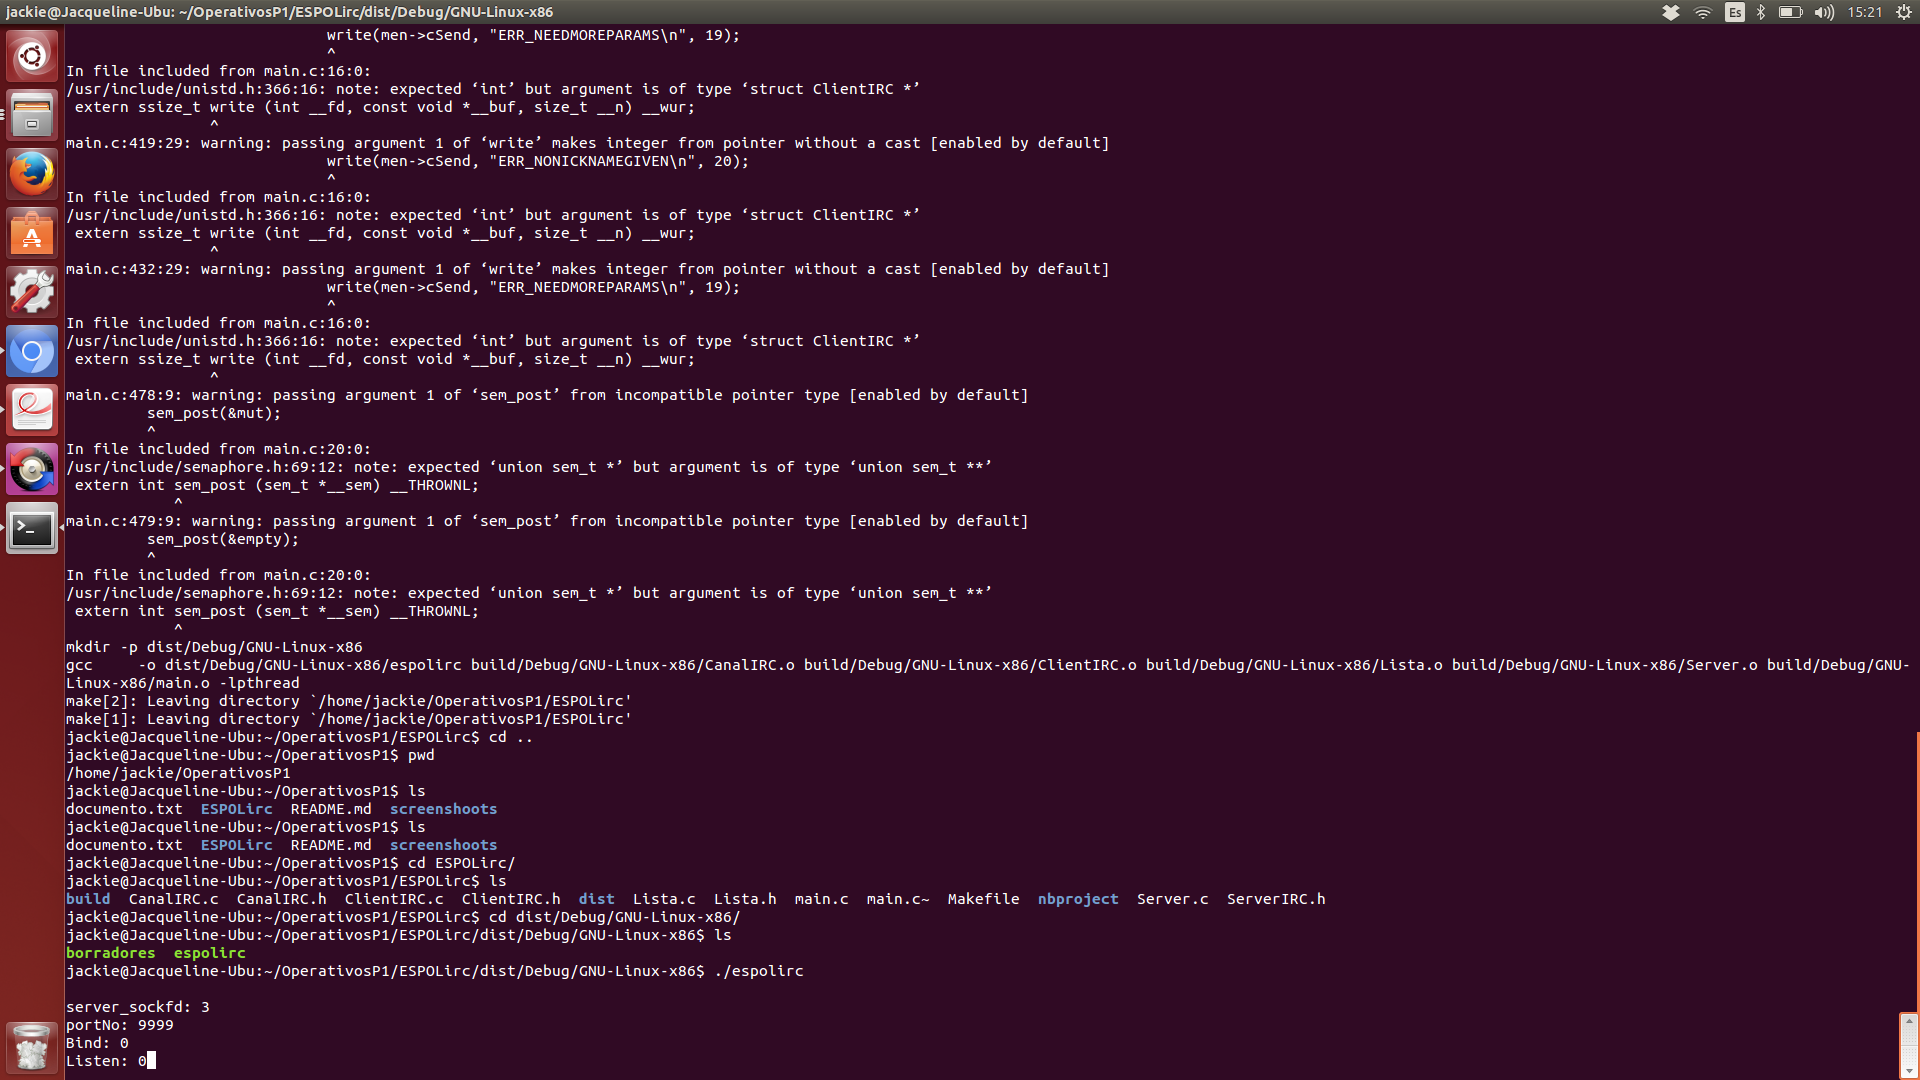 jackie@Jacqueline-Ubu: ~/OperativosP1/ESPOLirc/dist/Debug/GNU-Linux-x86
Es
15:21
                             write(men->cSend, "ERR_NEEDMOREPARAMS\n", 19);
                             ^
In file included from main.c:16:0:
/usr/include/unistd.h:366:16: note: expected ‘int’ but argument is of type ‘struct ClientIRC *’
 extern ssize_t write (int __fd, const void *__buf, size_t __n) __wur;
                ^
main.c:419:29: warning: passing argument 1 of ‘write’ makes integer from pointer without a cast [enabled by default]
                             write(men->cSend, "ERR_NONICKNAMEGIVEN\n", 20);
                             ^
In file included from main.c:16:0:
/usr/include/unistd.h:366:16: note: expected ‘int’ but argument is of type ‘struct ClientIRC *’
 extern ssize_t write (int __fd, const void *__buf, size_t __n) __wur;
                ^
main.c:432:29: warning: passing argument 1 of ‘write’ makes integer from pointer without a cast [enabled by default]
                             write(men->cSend, "ERR_NEEDMOREPARAMS\n", 19);
                             ^
In file included from main.c:16:0:
/usr/include/unistd.h:366:16: note: expected ‘int’ but argument is of type ‘struct ClientIRC *’
 extern ssize_t write (int __fd, const void *__buf, size_t __n) __wur;
                ^
main.c:478:9: warning: passing argument 1 of ‘sem_post’ from incompatible pointer type [enabled by default]
         sem_post(&mut);
         ^
In file included from main.c:20:0:
/usr/include/semaphore.h:69:12: note: expected ‘union sem_t *’ but argument is of type ‘union sem_t **’
 extern int sem_post (sem_t *__sem) __THROWNL;
            ^
main.c:479:9: warning: passing argument 1 of ‘sem_post’ from incompatible pointer type [enabled by default]
         sem_post(&empty);
         ^
In file included from main.c:20:0:
/usr/include/semaphore.h:69:12: note: expected ‘union sem_t *’ but argument is of type ‘union sem_t **’
 extern int sem_post (sem_t *__sem) __THROWNL;
            ^
mkdir -p dist/Debug/GNU-Linux-x86
gcc     -o dist/Debug/GNU-Linux-x86/espolirc build/Debug/GNU-Linux-x86/CanalIRC.o build/Debug/GNU-Linux-x86/ClientIRC.o build/Debug/GNU-Linux-x86/Lista.o build/Debug/GNU-Linux-x86/Server.o build/Debug/GNU-
Linux-x86/main.o -lpthread
make[2]: Leaving directory `/home/jackie/OperativosP1/ESPOLirc'
make[1]: Leaving directory `/home/jackie/OperativosP1/ESPOLirc'
jackie@Jacqueline-Ubu:~/OperativosP1/ESPOLirc$ cd ..
jackie@Jacqueline-Ubu:~/OperativosP1$ pwd
/home/jackie/OperativosP1
jackie@Jacqueline-Ubu:~/OperativosP1$ ls
documento.txt  ESPOLirc  README.md  screenshoots
jackie@Jacqueline-Ubu:~/OperativosP1$ ls
documento.txt  ESPOLirc  README.md  screenshoots
jackie@Jacqueline-Ubu:~/OperativosP1$ cd ESPOLirc/
jackie@Jacqueline-Ubu:~/OperativosP1/ESPOLirc$ ls
build  CanalIRC.c  CanalIRC.h  ClientIRC.c  ClientIRC.h  dist  Lista.c  Lista.h  main.c  main.c~  Makefile  nbproject  Server.c  ServerIRC.h
jackie@Jacqueline-Ubu:~/OperativosP1/ESPOLirc$ cd dist/Debug/GNU-Linux-x86/
jackie@Jacqueline-Ubu:~/OperativosP1/ESPOLirc/dist/Debug/GNU-Linux-x86$ ls
borradores  espolirc
jackie@Jacqueline-Ubu:~/OperativosP1/ESPOLirc/dist/Debug/GNU-Linux-x86$ ./espolirc

server_sockfd: 3
portNo: 9999
Bind: 0
Listen: 0